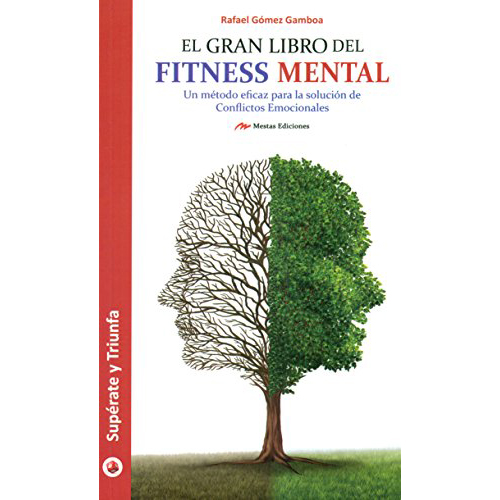 Rafael Gómez Gamboa
EL GRAN LIBRO DEL
FITNESS MENTAL
Un método eficaz para la solución de
Conflictos Emocionales
Mestas Ediciones
Supérate y Triunfa